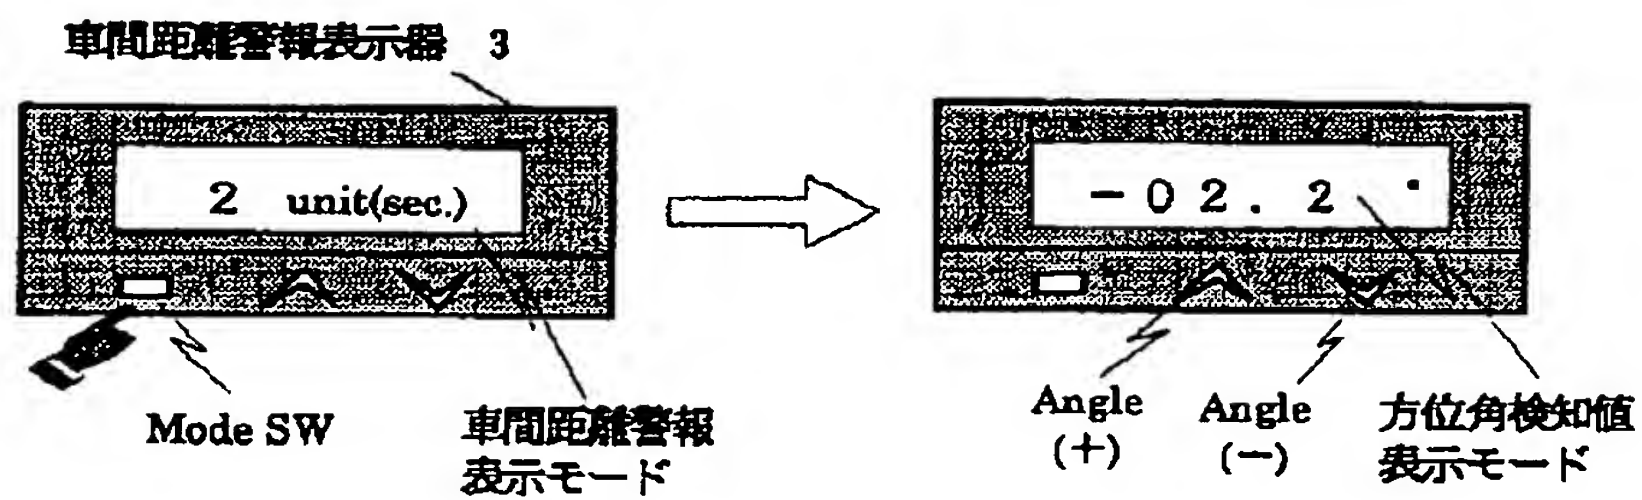 車間距離警報表示器 3
2 unit(sec.)
-02.2°
Mode SW
車間距離警報
表示モード
Angle
(+)
Angle
(-)
方位角検知値
表示モード